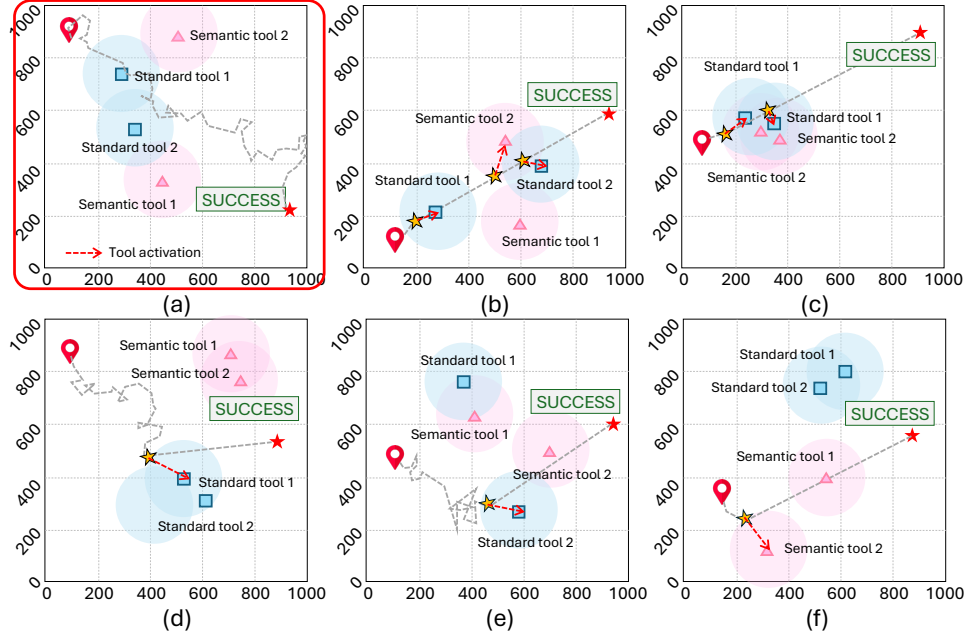 1000
800
600
400
200
0
Semantic tool 2
Standard tool 1
Standard tool 2
Semantic tool 1
SUCCESS
Tool activation
0 200 400 600 800 1000
(a)
1000
800
600
400
200
0
SUCCESS
Semantic tool 2
Standard tool 1
Standard tool 2
Semantic tool 1
0 200 400 600 800 1000
(b)
1000
800
600
400
200
0
SUCCESS
Standard tool 1
Standard tool 1
Semantic tool 2
Semantic tool 2
0 200 400 600 800 1000
(c)
1000
800
600
400
200
0
Semantic tool 1
Semantic tool 2
SUCCESS
Standard tool 1
Standard tool 2
0 200 400 600 800 1000
(d)
1000
800
600
400
200
0
Standard tool 1
SUCCESS
Semantic tool 1
Semantic tool 2
Standard tool 2
0 200 400 600 800 1000
(e)
1000
800
600
400
200
0
Standard tool 1
Standard tool 2
SUCCESS
Semantic tool 1
Semantic tool 2
0 200 400 600 800 1000
(f)